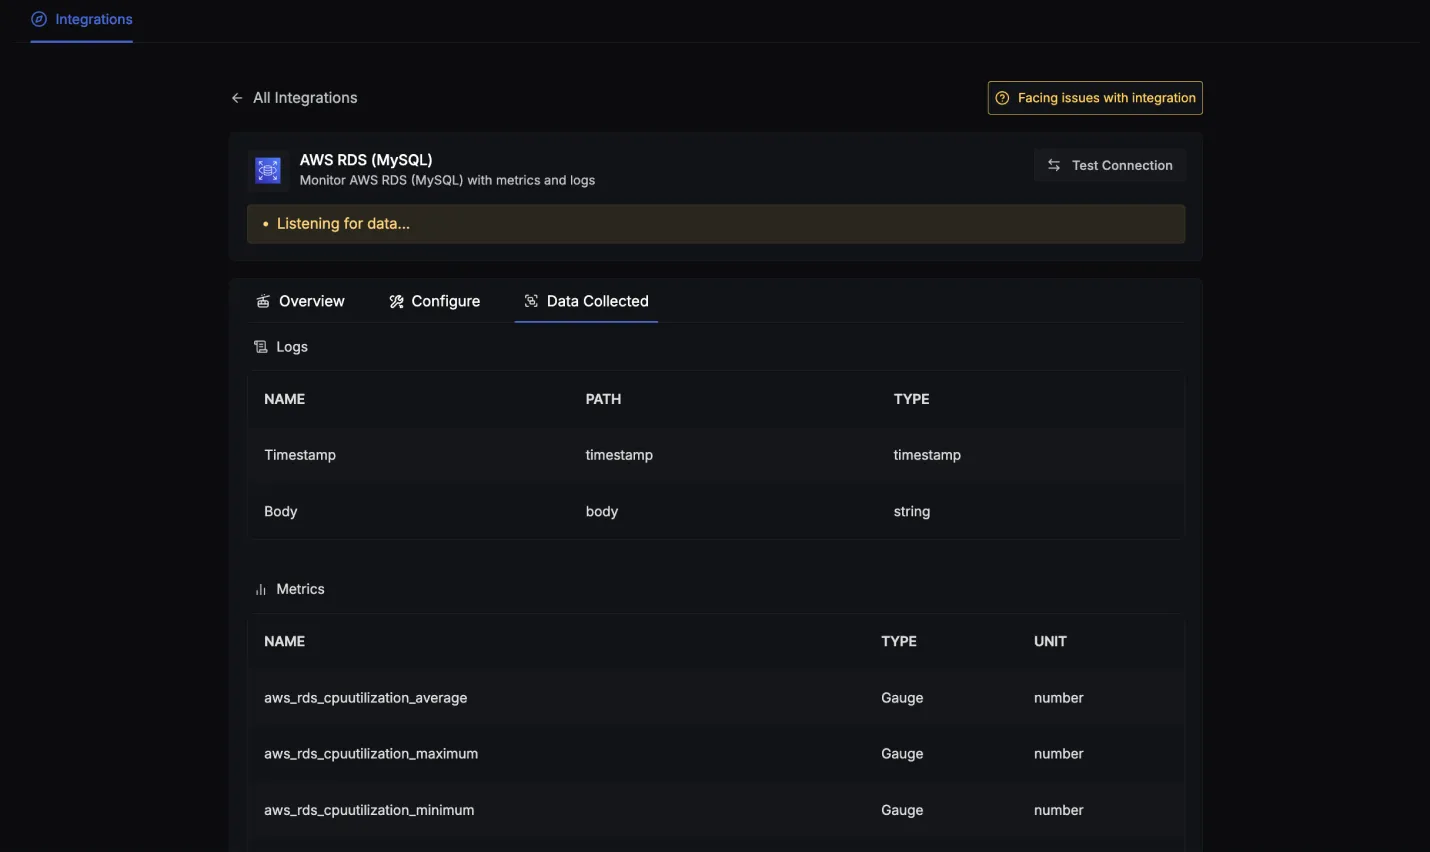 Integrations
All Integrations
Facing issues with integration
AWS RDS (MySQL)
Monitor AWS RDS (MySQL) with metrics and logs
Test Connection
• Listening for data...
Overview Configure Data Collected
Logs
NAME PATH TYPE
Timestamp timestamp timestamp
Body body string
Metrics
NAME TYPE UNIT
aws_rds_cpuutilization_average Gauge number
aws_rds_cpuutilization_maximum Gauge number
aws_rds_cpuutilization_minimum Gauge number